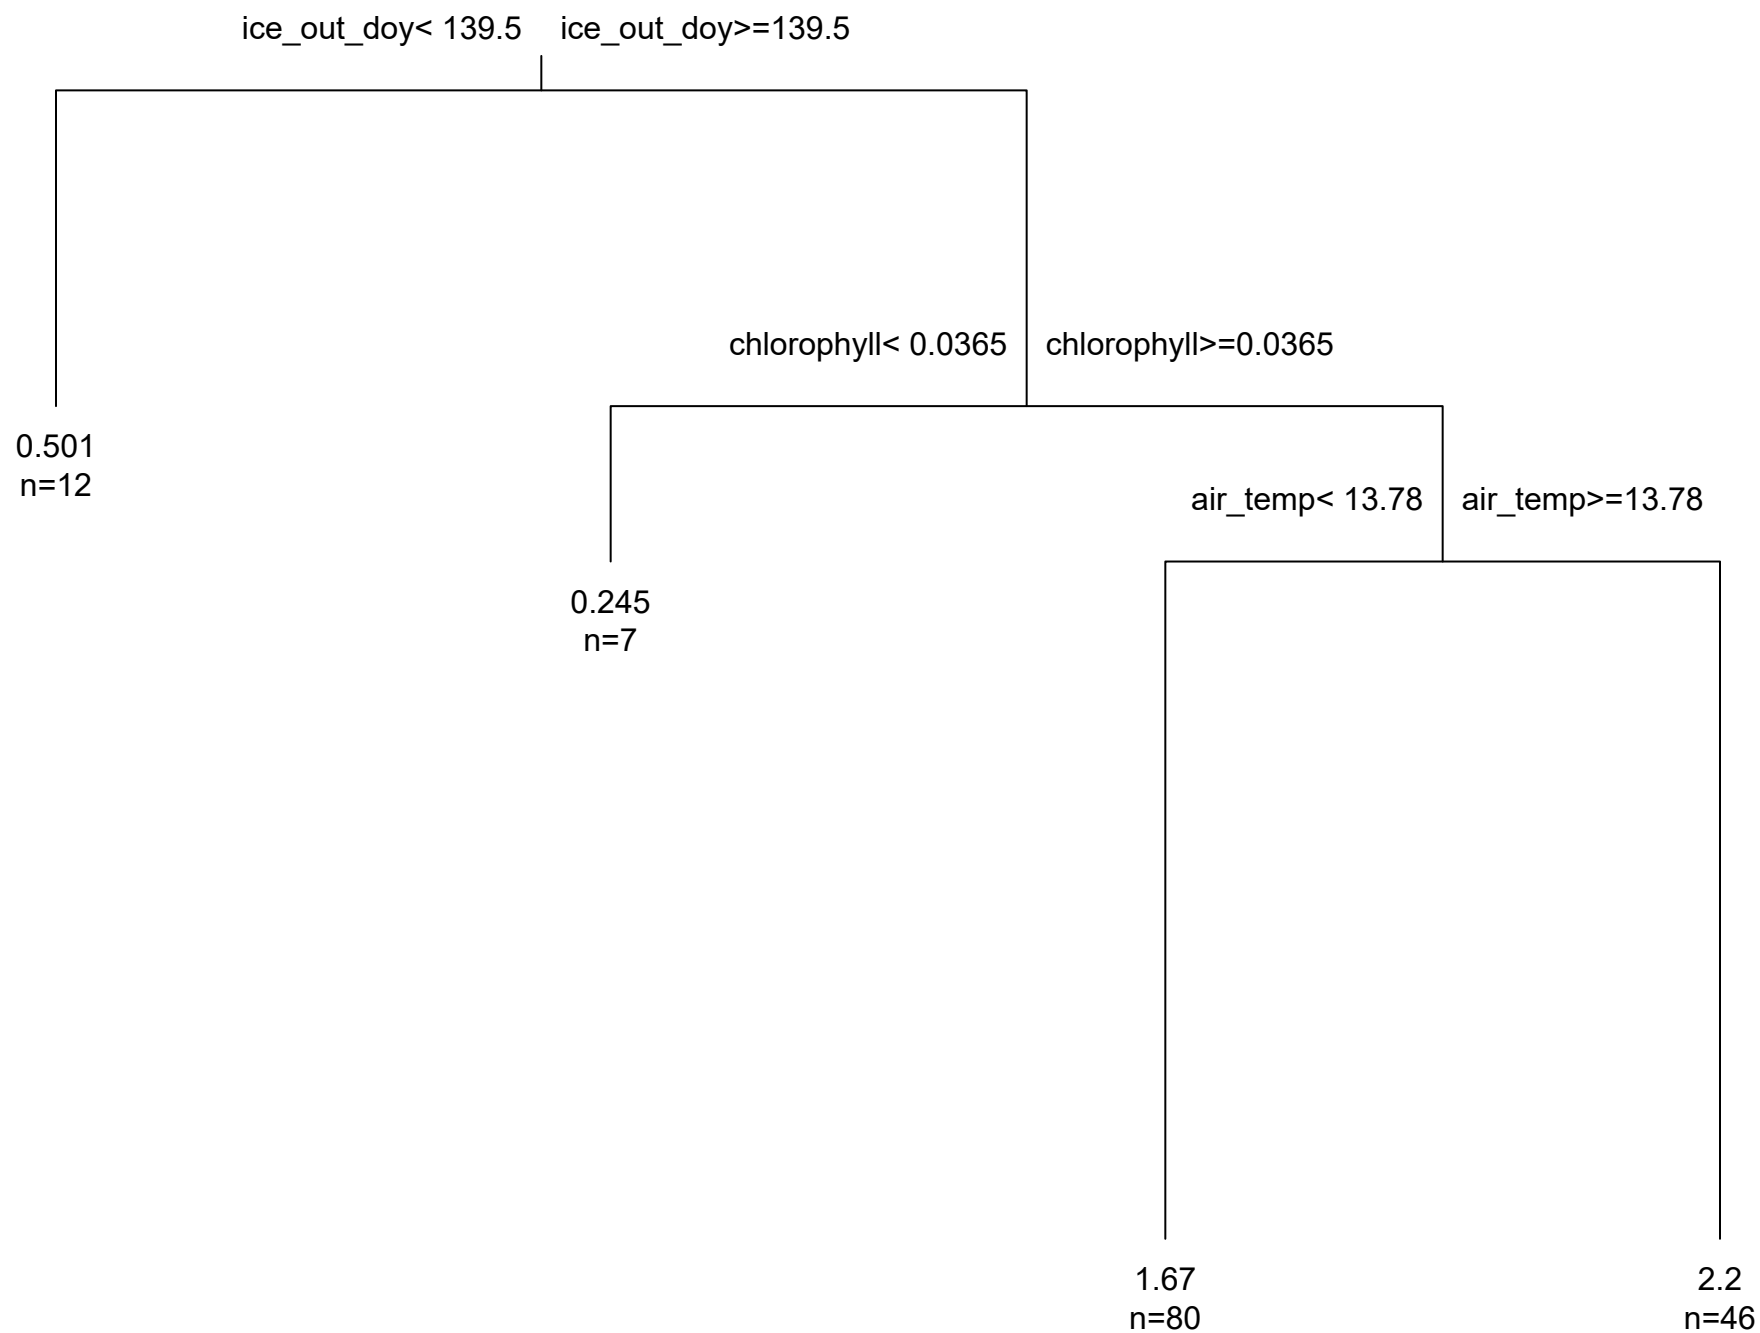 ice_out_doy< 139.5 ice_out_doy>=139.5
chlorophyll< 0.0365 chlorophyll>=0.0365
0.501
n=12
air_temp< 13.78 air_temp>=13.78
0.245
n=7
1.67
n=80
2.2
n=46